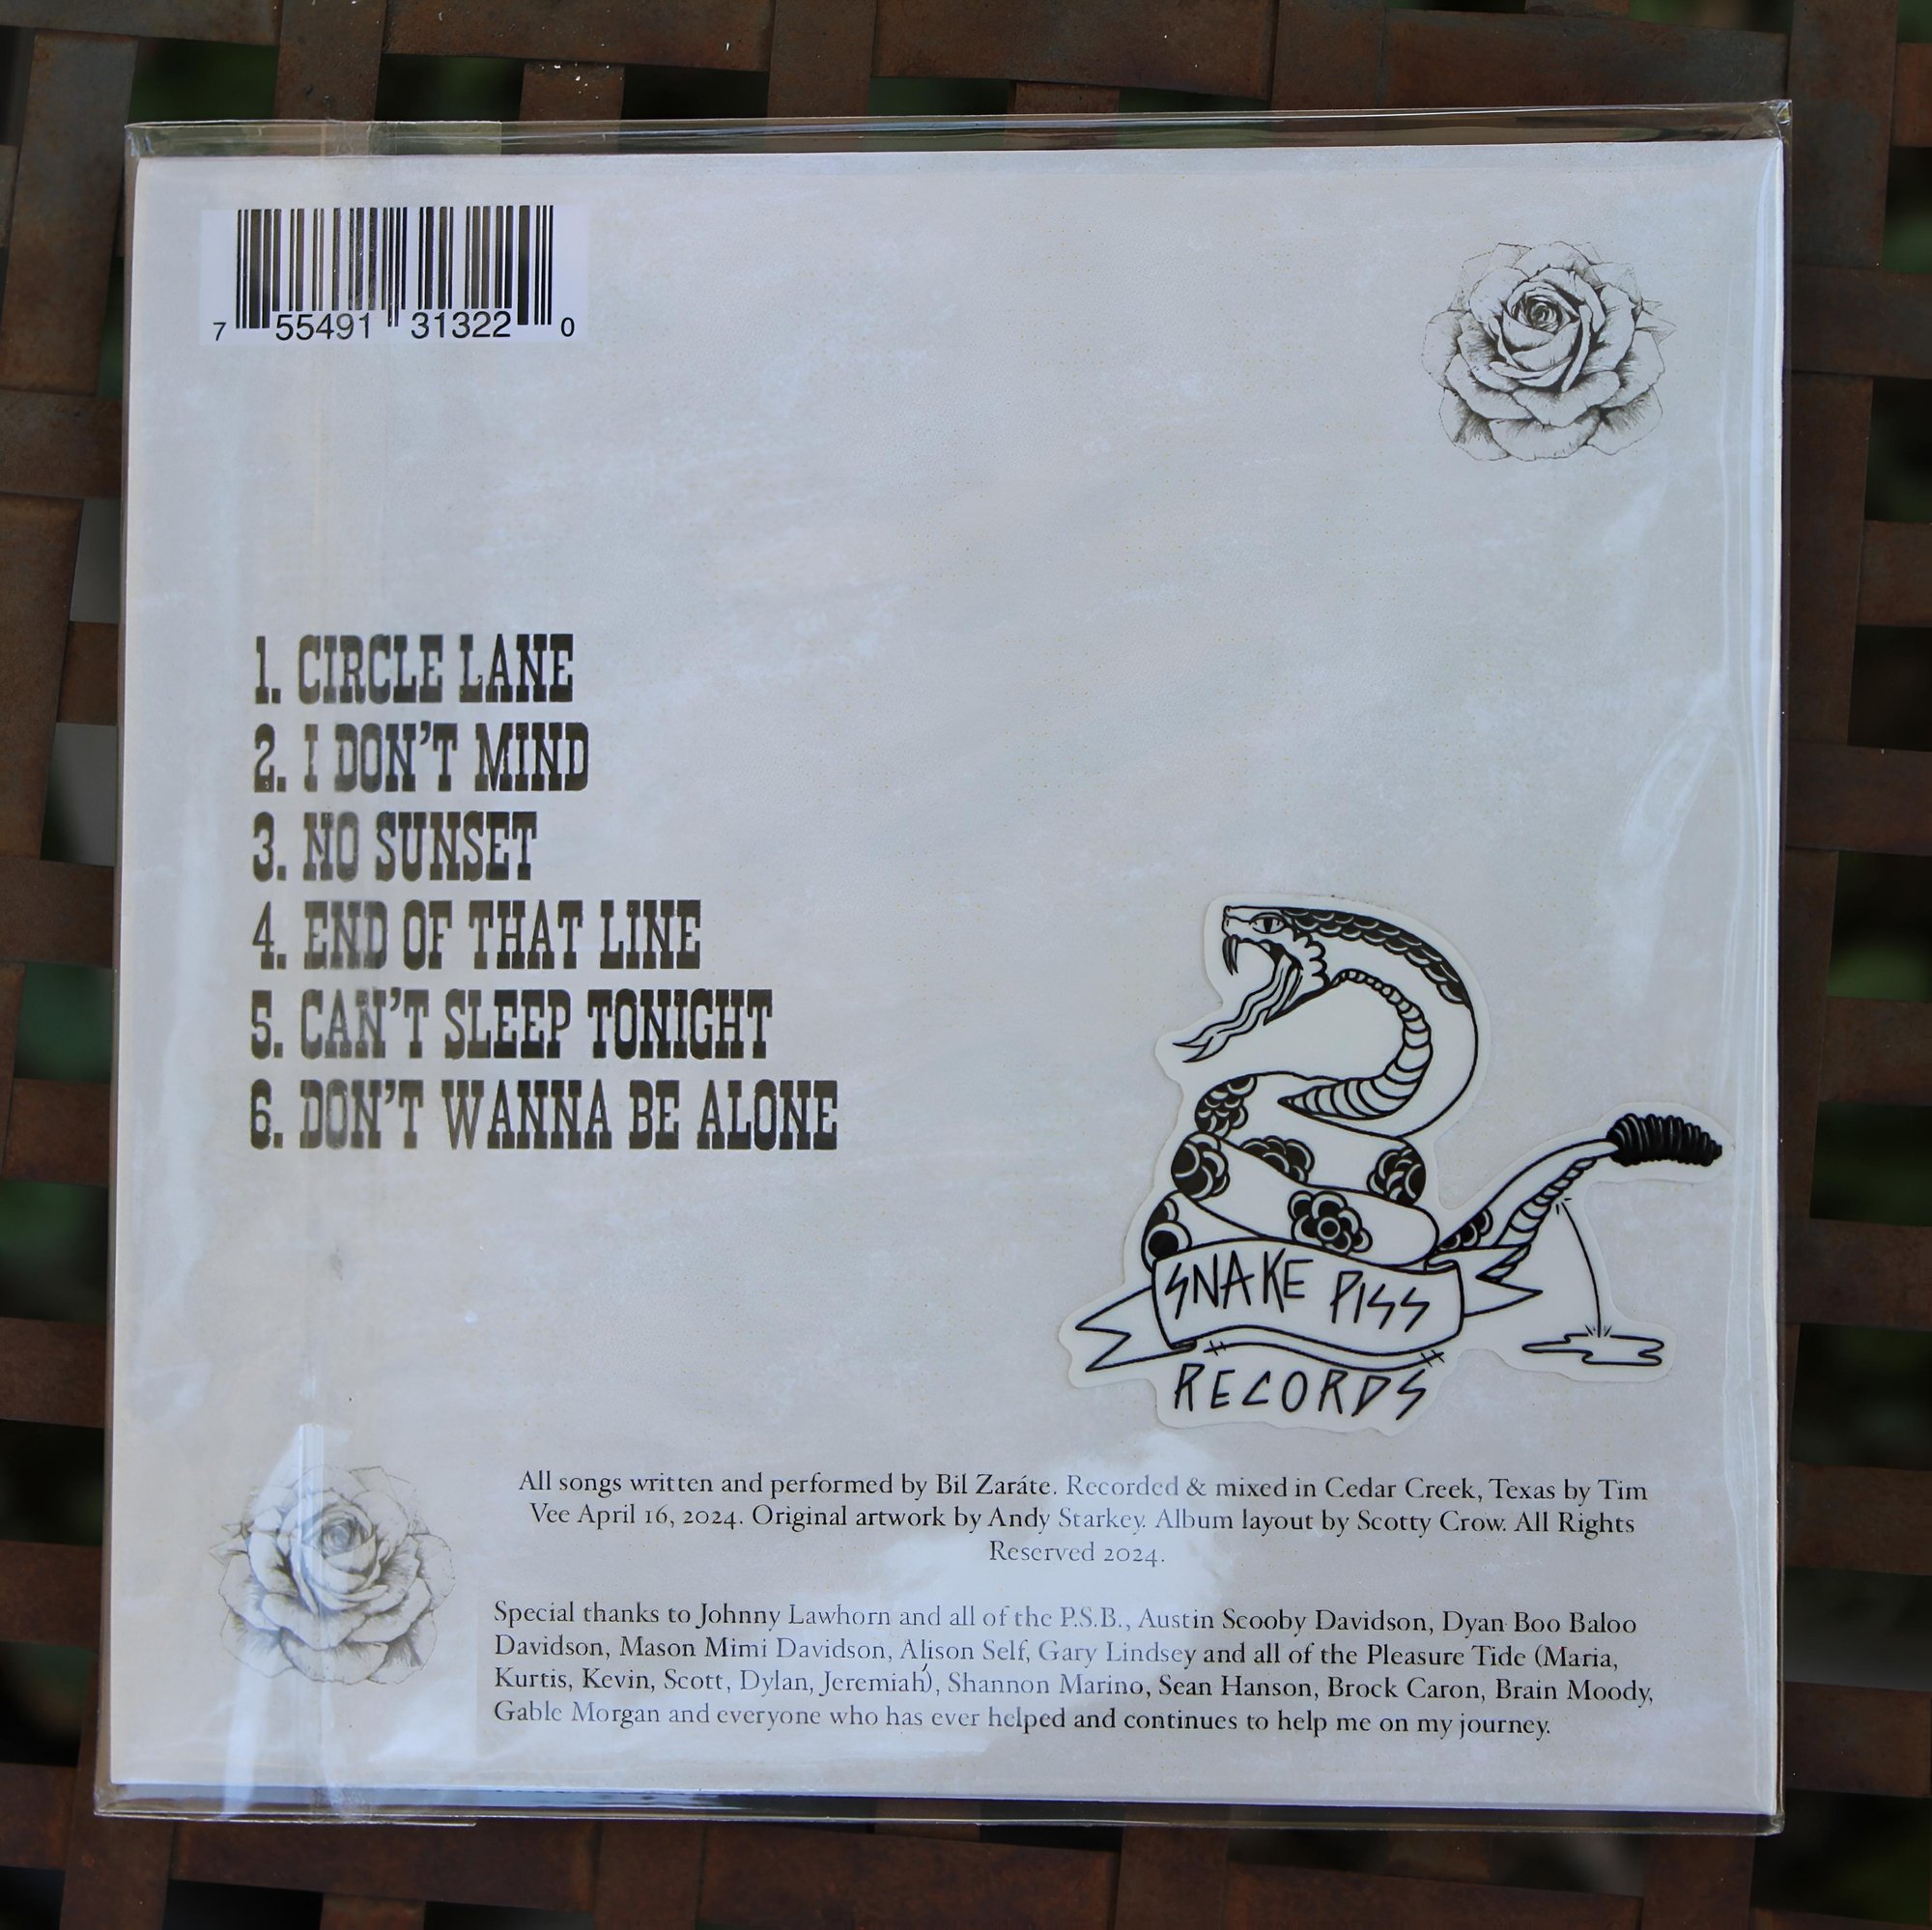 7 55491 31322 0
1. CIRCLE LANE
2. I DON'T MIND
3. NO SUNSET
4. END OF THAT LINE
5. CAN'T SLEEP TONIGHT
6. DON'T WANNA BE ALONE
SNAKE PISS
RECORDS
All songs written and performed by Bil Zaráte. Recorded & mixed in Cedar Creek, Texas by Tim
Vee April 16, 2024. Original artwork by Andy Starkey. Album layout by Scotty Crow. All Rights
Reserved 2024.
Special thanks to Johnny Lawhorn and all of the P.S.B., Austin Scooby Davidson, Dyan Boo Baloo
Davidson, Mason Mimi Davidson, Alison Self, Gary Lindsey and all of the Pleasure Tide (Maria,
Kurtis, Kevin, Scott, Dylan, Jeremiah), Shannon Marino, Sean Hanson, Brock Caron, Brain Moody,
Gable Morgan and everyone who has ever helped and continues to help me on my journey.